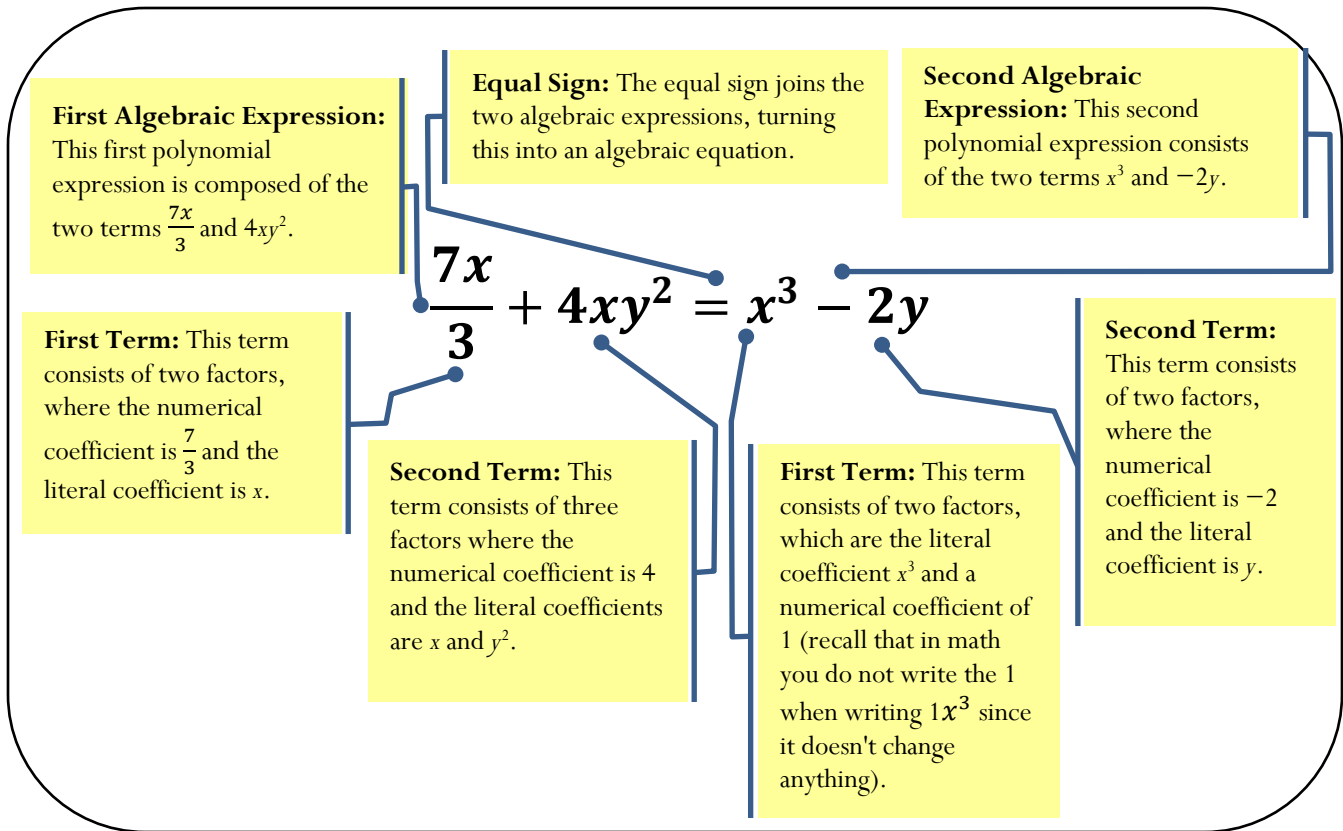 First Algebraic Expression:
This first polynomial
expression is composed of the
two terms 7x/3 and 4xy².
Equal Sign: The equal sign joins the
two algebraic expressions, turning
this into an algebraic equation.
Second Algebraic
Expression: This second
polynomial expression consists
of the two terms x³ and −2y.
7x/3 + 4xy² = x³ − 2y
First Term: This term
consists of two factors,
where the numerical
coefficient is 7/3 and the
literal coefficient is x.
Second Term: This
term consists of three
factors where the
numerical coefficient is 4
and the literal coefficients
are x and y².
First Term: This term
consists of two factors,
which are the literal
coefficient x³ and a
numerical coefficient of
1 (recall that in math
you do not write the 1
when writing 1x³ since
it doesn't change
anything).
Second Term:
This term consists
of two factors,
where the
numerical
coefficient is −2
and the literal
coefficient is y.